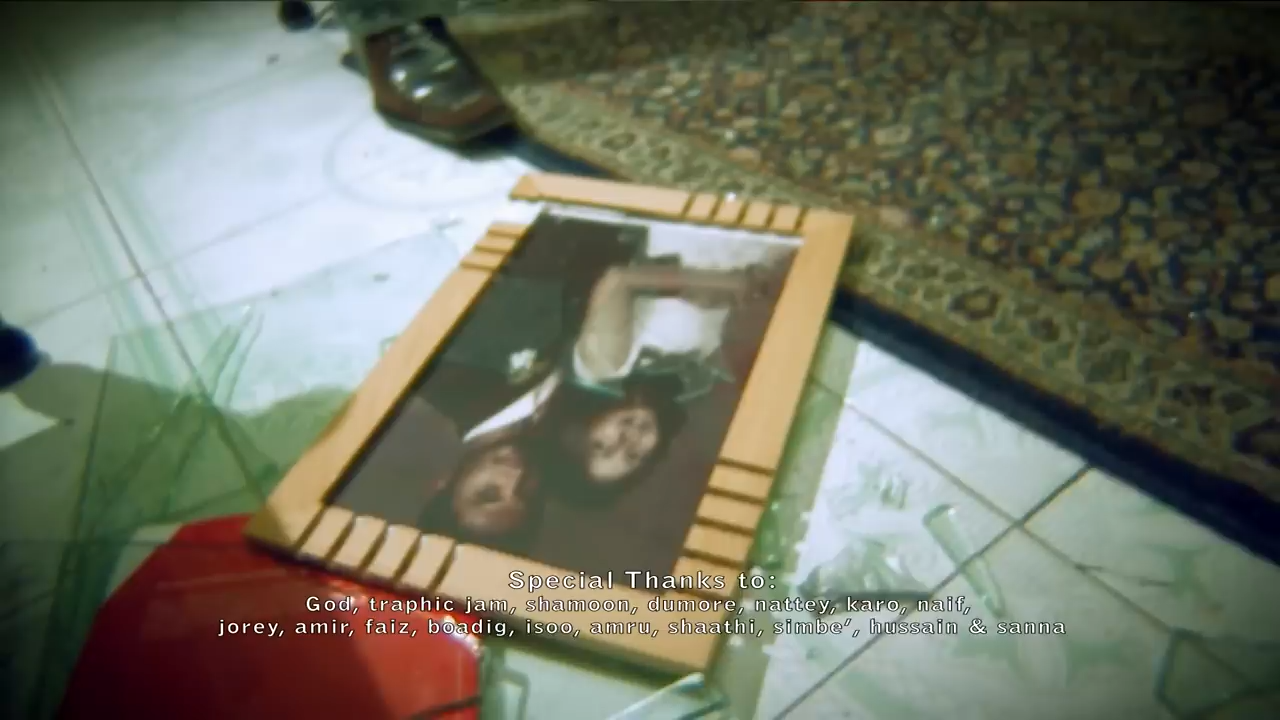 Special Thanks to:
God, traphic jam, shamoon, dumore, nattey, karo, naif,
jorey, amir, faiz, boadig, isoo, amru, shaathi, simbe', hussain & sanna